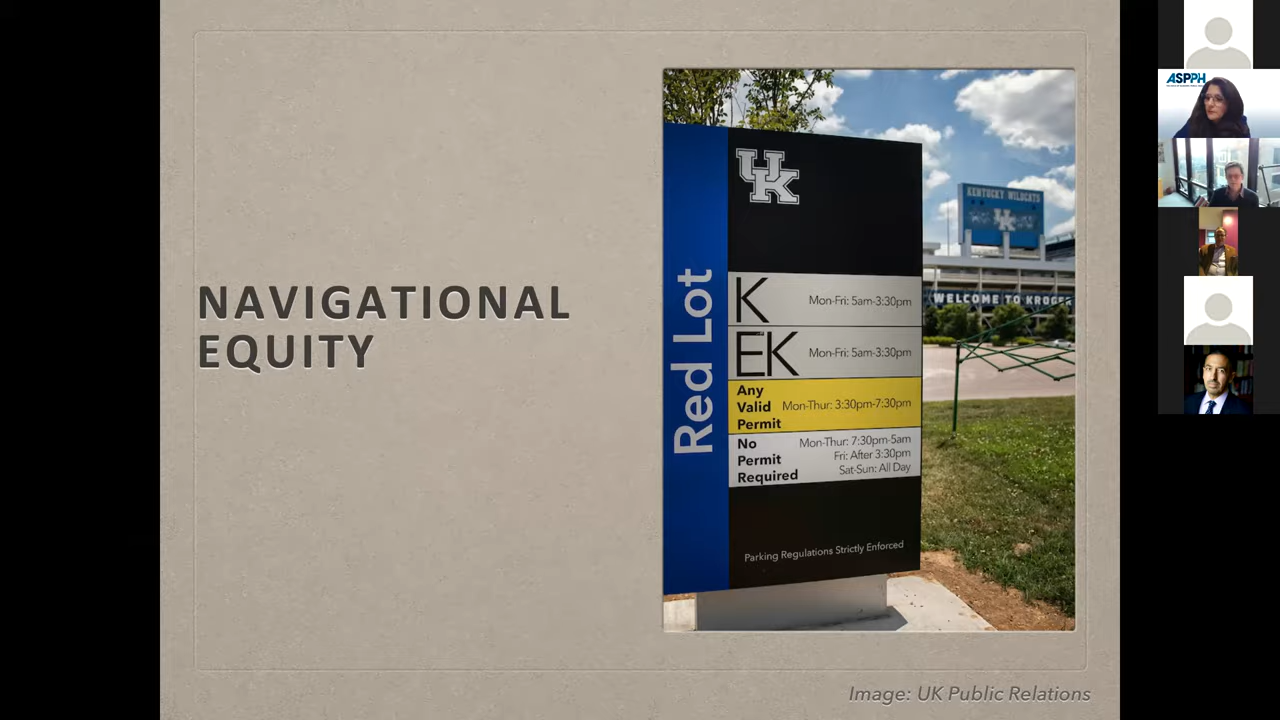 NAVIGATIONAL
EQUITY
UK
Red Lot
K Mon-Fri: 5am-3:30pm
EK Mon-Fri: 5am-3:30pm
Any
Valid Mon-Thur: 3:30pm-7:30pm
Permit
No Mon-Thur: 7:30pm-5am
Permit Fri: After 3:30pm
Required Sat-Sun: All Day
Parking Regulations Strictly Enforced
KENTUCKY WILDCATS
WELCOME TO KROGER
Image: UK Public Relations
ASPPH